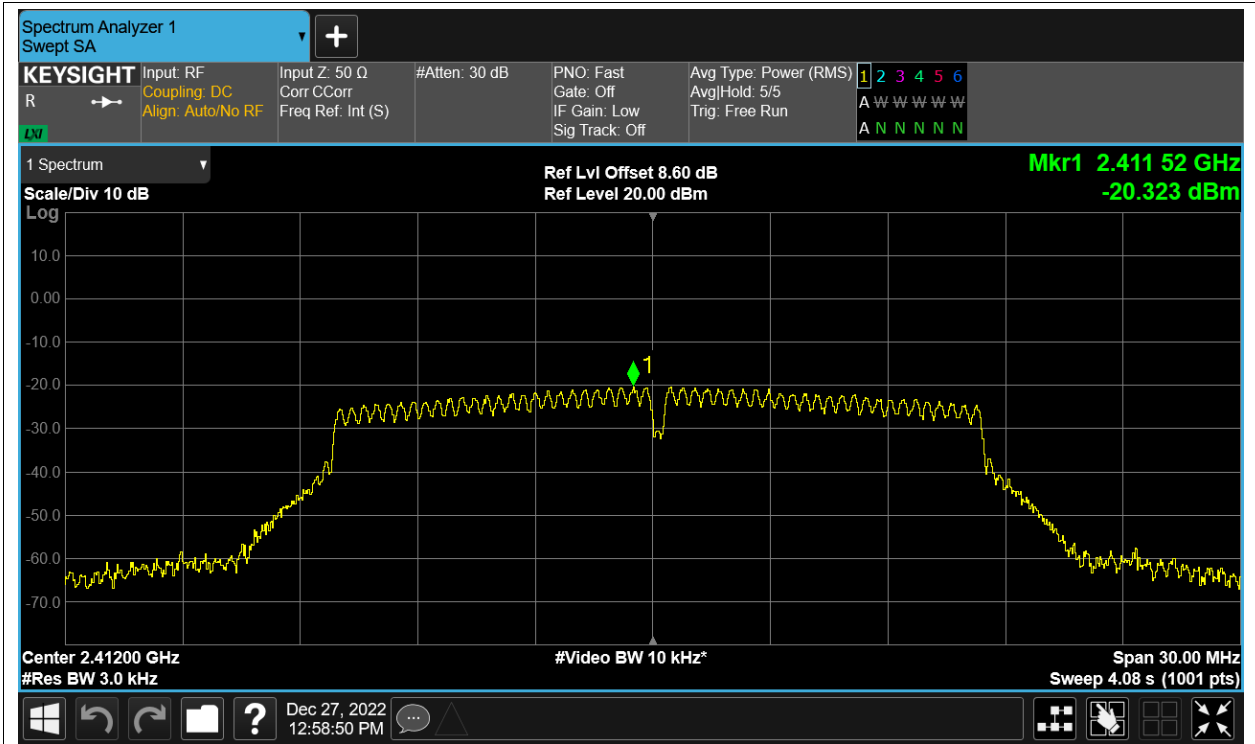 Spectrum Analyzer 1
Swept SA
KEYSIGHT
R
LXI
Input: RF
Coupling: DC
Align: Auto/No RF
Input Z: 50 Ω
Corr CCorr
Freq Ref: Int (S)
#Atten: 30 dB
PNO: Fast
Gate: Off
IF Gain: Low
Sig Track: Off
Avg Type: Power (RMS)
Avg|Hold: 5/5
Trig: Free Run
1 2 3 4 5 6
A W W W W W
A N N N N N
1 Spectrum
Scale/Div 10 dB
Log
Ref Lvl Offset 8.60 dB
Ref Level 20.00 dBm
Mkr1 2.411 52 GHz
-20.323 dBm
10.0
0.00
-10.0
1
-20.0
-30.0
-40.0
-50.0
-60.0
-70.0
Center 2.41200 GHz
#Res BW 3.0 kHz
#Video BW 10 kHz*
Span 30.00 MHz
Sweep 4.08 s (1001 pts)
?
Dec 27, 2022
12:58:50 PM